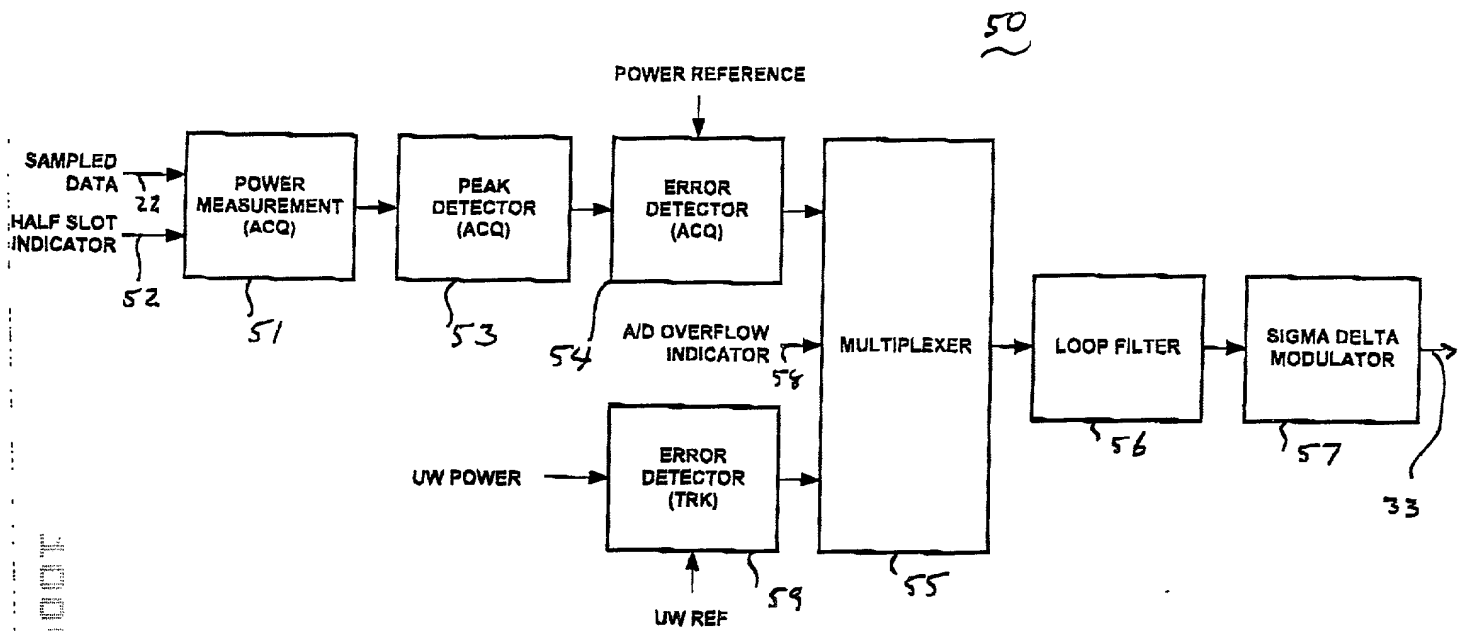 50
POWER REFERENCE
SAMPLED
DATA
22
HALF SLOT
INDICATOR
52
POWER
MEASUREMENT
(ACQ)
51
PEAK
DETECTOR
(ACQ)
53
ERROR
DETECTOR
(ACQ)
54
A/D OVERFLOW
INDICATOR
58
MULTIPLEXER
55
LOOP FILTER
56
SIGMA DELTA
MODULATOR
57
33
UW POWER
ERROR
DETECTOR
(TRK)
59
UW REF